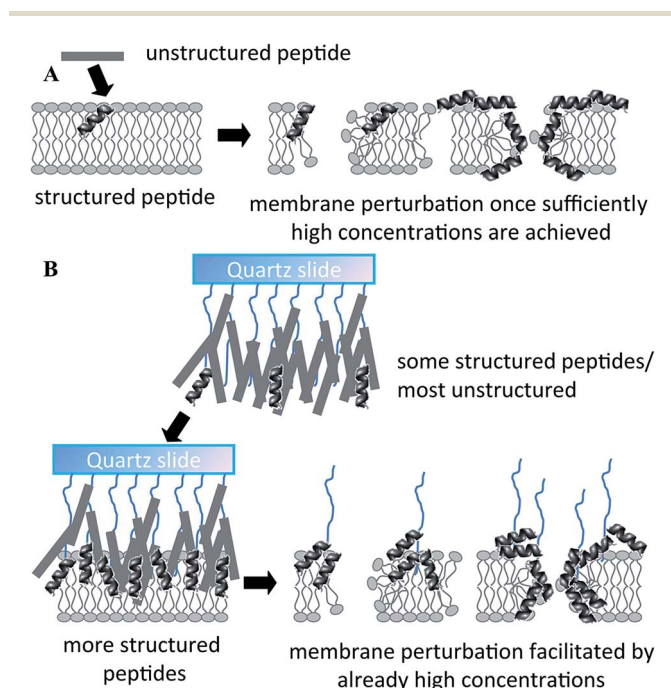 unstructured peptide
A
structured peptide
membrane perturbation once sufficiently
high concentrations are achieved
B
Quartz slide
some structured peptides/
most unstructured
Quartz slide
more structured
peptides
membrane perturbation facilitated by
already high concentrations